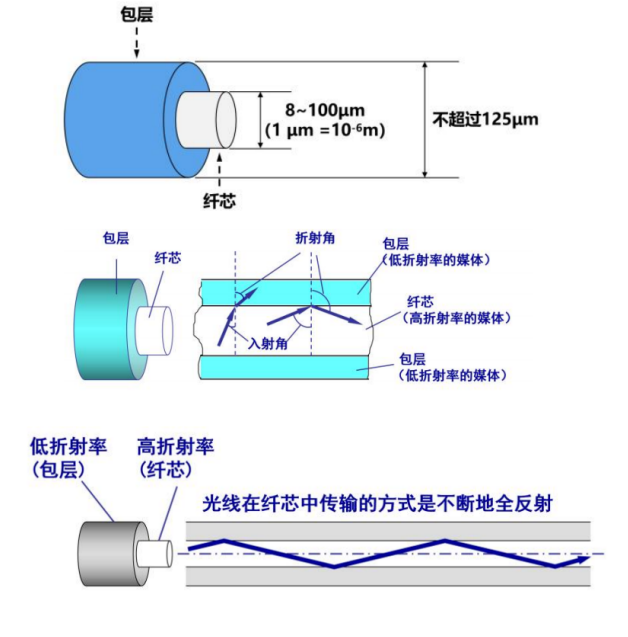 包层
8~100μm
(1 μm =10-6m)
不超过125μm
纤芯
包层
纤芯
折射角
包层
(低折射率的媒体)
纤芯
(高折射率的媒体)
入射角
包层
(低折射率的媒体)
低折射率
(包层)
高折射率
(纤芯)
光线在纤芯中传输的方式是不断地全反射